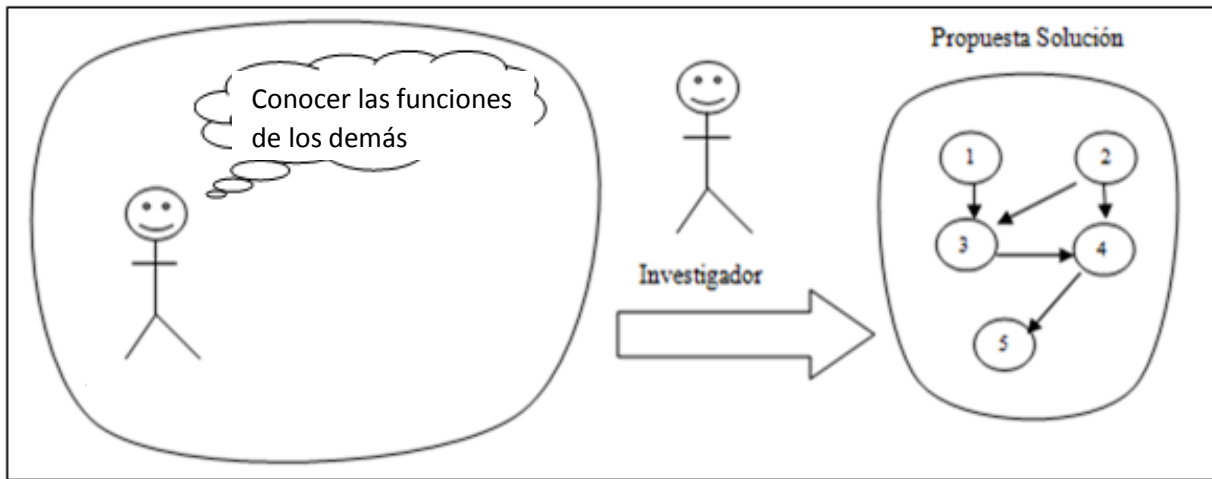 Conocer las funciones
de los demás
Investigador
Propuesta Solución
1
2
3
4
5